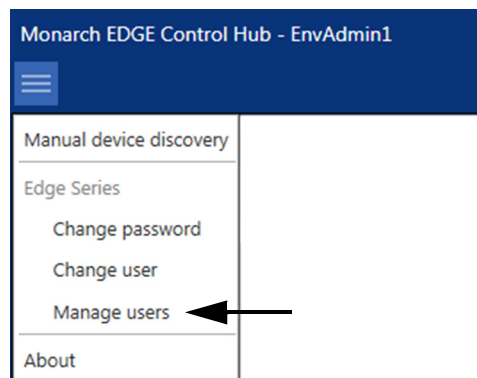 Monarch EDGE Control Hub - EnvAdmin1
Manual device discovery
Edge Series
Change password
Change user
Manage users
About